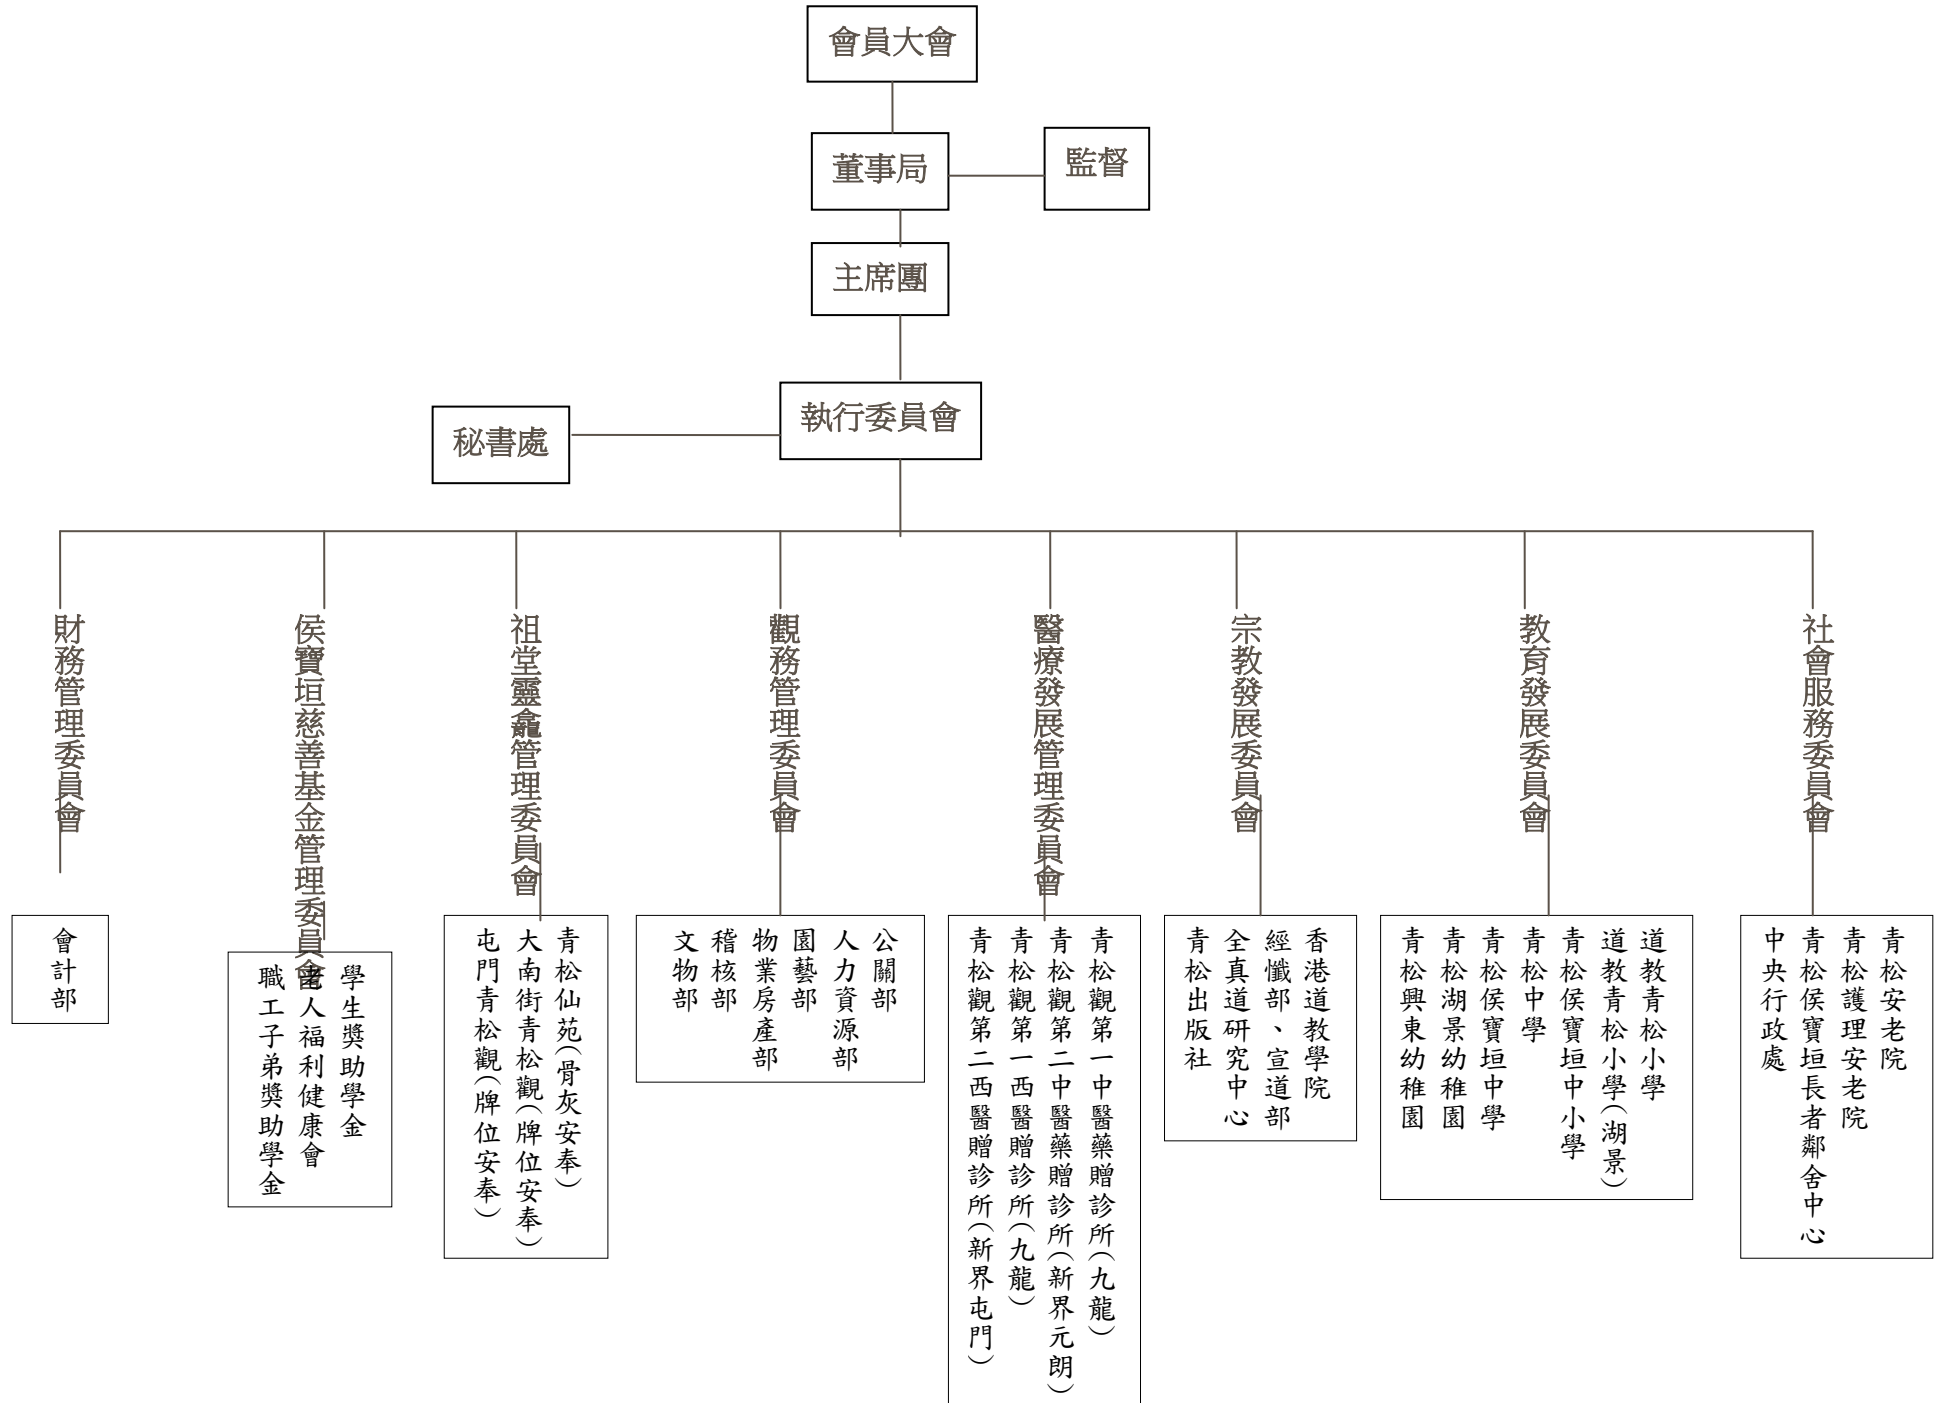 會員大會
董事局
監督
主席團
執行委員會
秘書處
社會服務委員會
教育發展委員會
宗教發展委員會
醫療發展管理委員會
觀務管理委員會
祖堂靈龕管理委員會
侯寶垣慈善基金管理委員會
財務管理委員會
青松安老院
青松護理安老院
青松侯寶垣長者鄰舍中心
中央行政處
道教青松小學
道教青松小學(湖景)
青松侯寶垣中小學
青松中學
青松侯寶垣中學
青松湖景幼稚園
青松興東幼稚園
香港道教學院
經懺部、宣道部
全真道研究中心
青松出版社
青松觀第一中醫藥贈診所(九龍)
青松觀第二中醫藥贈診所(新界元朗)
青松觀第一西醫贈診所(九龍)
青松觀第二西醫贈診所(新界屯門)
公關部
人力資源部
園藝部
物業房產部
稽核部
文物部
青松仙苑(骨灰安奉)
大南街青松觀(牌位安奉)
屯門青松觀(牌位安奉)
學生獎助學金
老人福利健康會
職工子弟獎助學金
會計部